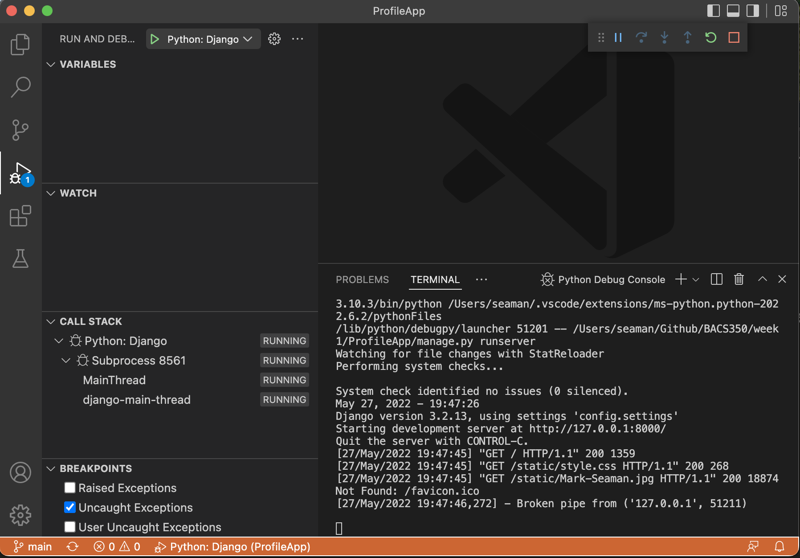 ProfileApp
RUN AND DEB...
Python: Django
VARIABLES
WATCH
CALL STACK
Python: Django RUNNING
Subprocess 8561 RUNNING
MainThread RUNNING
django-main-thread RUNNING
BREAKPOINTS
Raised Exceptions
Uncaught Exceptions
User Uncaught Exceptions
1
PROBLEMS TERMINAL ... Python Debug Console
3.10.3/bin/python /Users/seaman/.vscode/extensions/ms-python.python-202
2.6.2/pythonFiles
/lib/python/debugpy/launcher 51201 -- /Users/seaman/Github/BACS350/week
1/ProfileApp/manage.py runserver
Watching for file changes with StatReloader
Performing system checks...
System check identified no issues (0 silenced).
May 27, 2022 - 19:47:26
Django version 3.2.13, using settings 'config.settings'
Starting development server at http://127.0.0.1:8000/
Quit the server with CONTROL-C.
[27/May/2022 19:47:45] "GET / HTTP/1.1" 200 1359
[27/May/2022 19:47:45] "GET /static/style.css HTTP/1.1" 200 268
[27/May/2022 19:47:45] "GET /static/Mark-Seaman.jpg HTTP/1.1" 200 18874
Not Found: /favicon.ico
[27/May/2022 19:47:46,272] - Broken pipe from ('127.0.0.1', 51211)
main 0 0 Python: Django (ProfileApp)